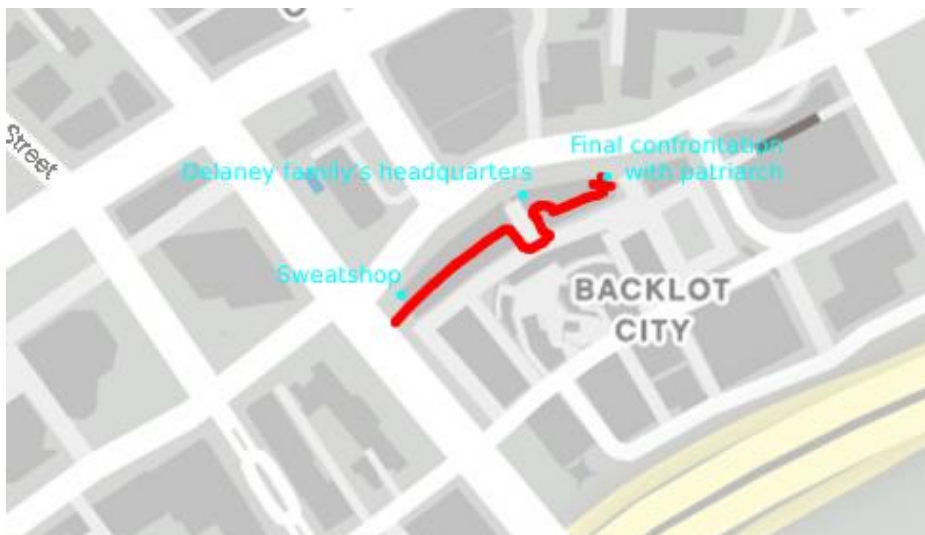 Street
Final confrontation
with patriarch
Delaney family's headquarters
Sweatshop
BACKLOT
CITY